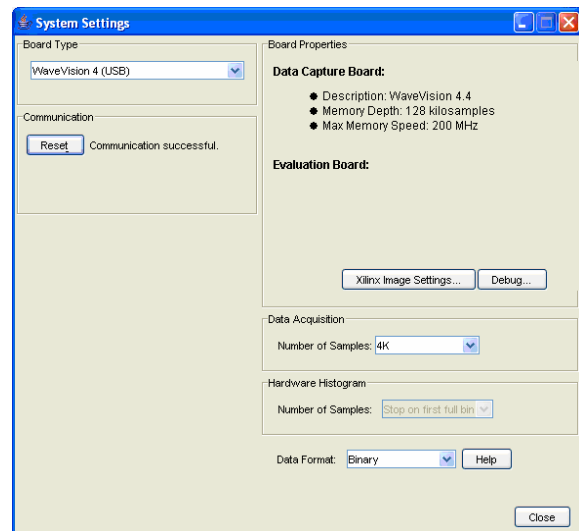 System Settings
Board Type
WaveVision 4 (USB)
Communication
Reset Communication successful.
Board Properties
Data Capture Board:
Description: WaveVision 4.4
Memory Depth: 128 kilosamples
Max Memory Speed: 200 MHz
Evaluation Board:
Xilinx Image Settings... Debug...
Data Acquisition
Number of Samples: 4K
Hardware Histogram
Number of Samples: Stop on first full bin
Data Format: Binary Help
Close